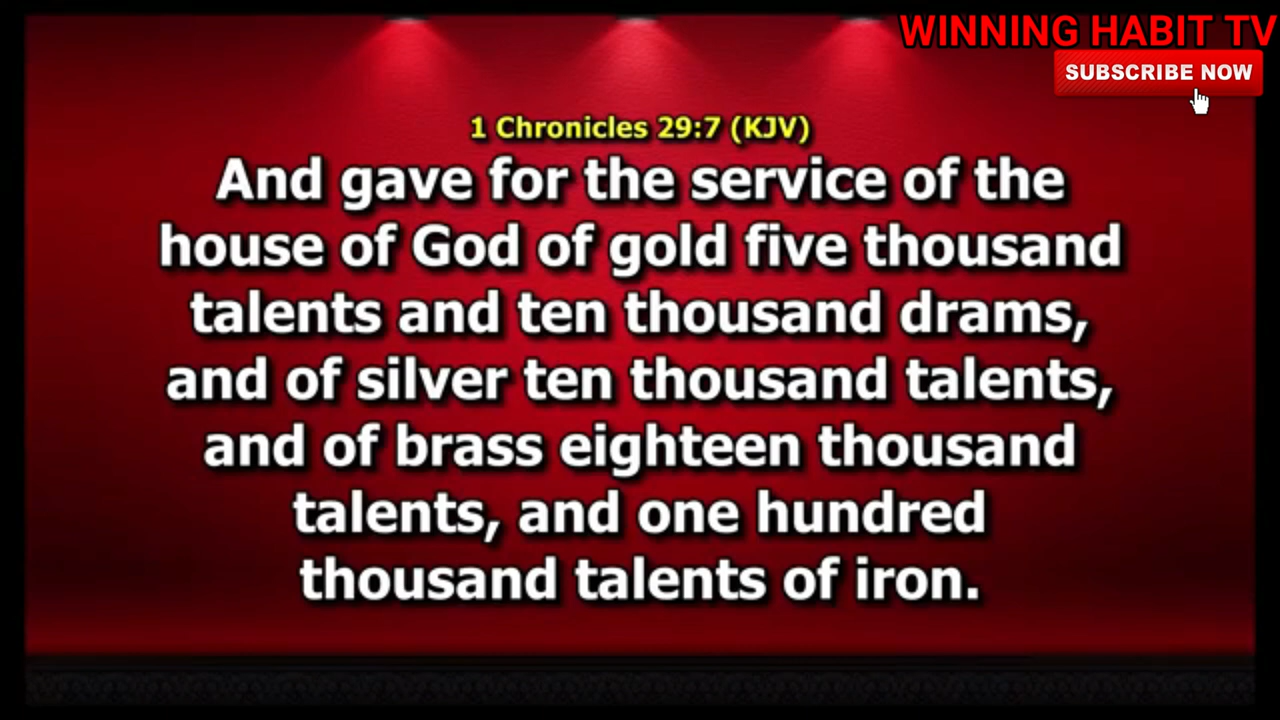 WINNING HABIT TV
SUBSCRIBE NOW
1 Chronicles 29:7 (KJV)
And gave for the service of the
house of God of gold five thousand
talents and ten thousand drams,
and of silver ten thousand talents,
and of brass eighteen thousand
talents, and one hundred
thousand talents of iron.